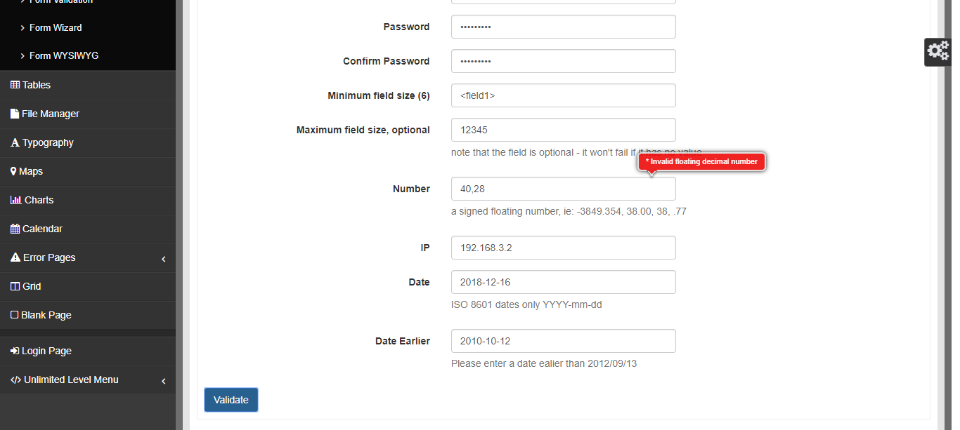 Form Validation
Form Wizard
Form WYSIWYG
Tables
File Manager
Typography
Maps
Charts
Calendar
Error Pages
Grid
Blank Page
Login Page
Unlimited Level Menu
Password
•••••••••
Confirm Password
•••••••••
Minimum field size (6)
<field1>
Maximum field size, optional
12345
note that the field is optional - it won't fail if it has no value
* Invalid floating decimal number
Number
40,28
a signed floating number, ie: -3849.354, 38.00, 38, .77
IP
192.168.3.2
Date
2018-12-16
ISO 8601 dates only YYYY-mm-dd
Date Earlier
2010-10-12
Please enter a date ealier than 2012/09/13
Validate